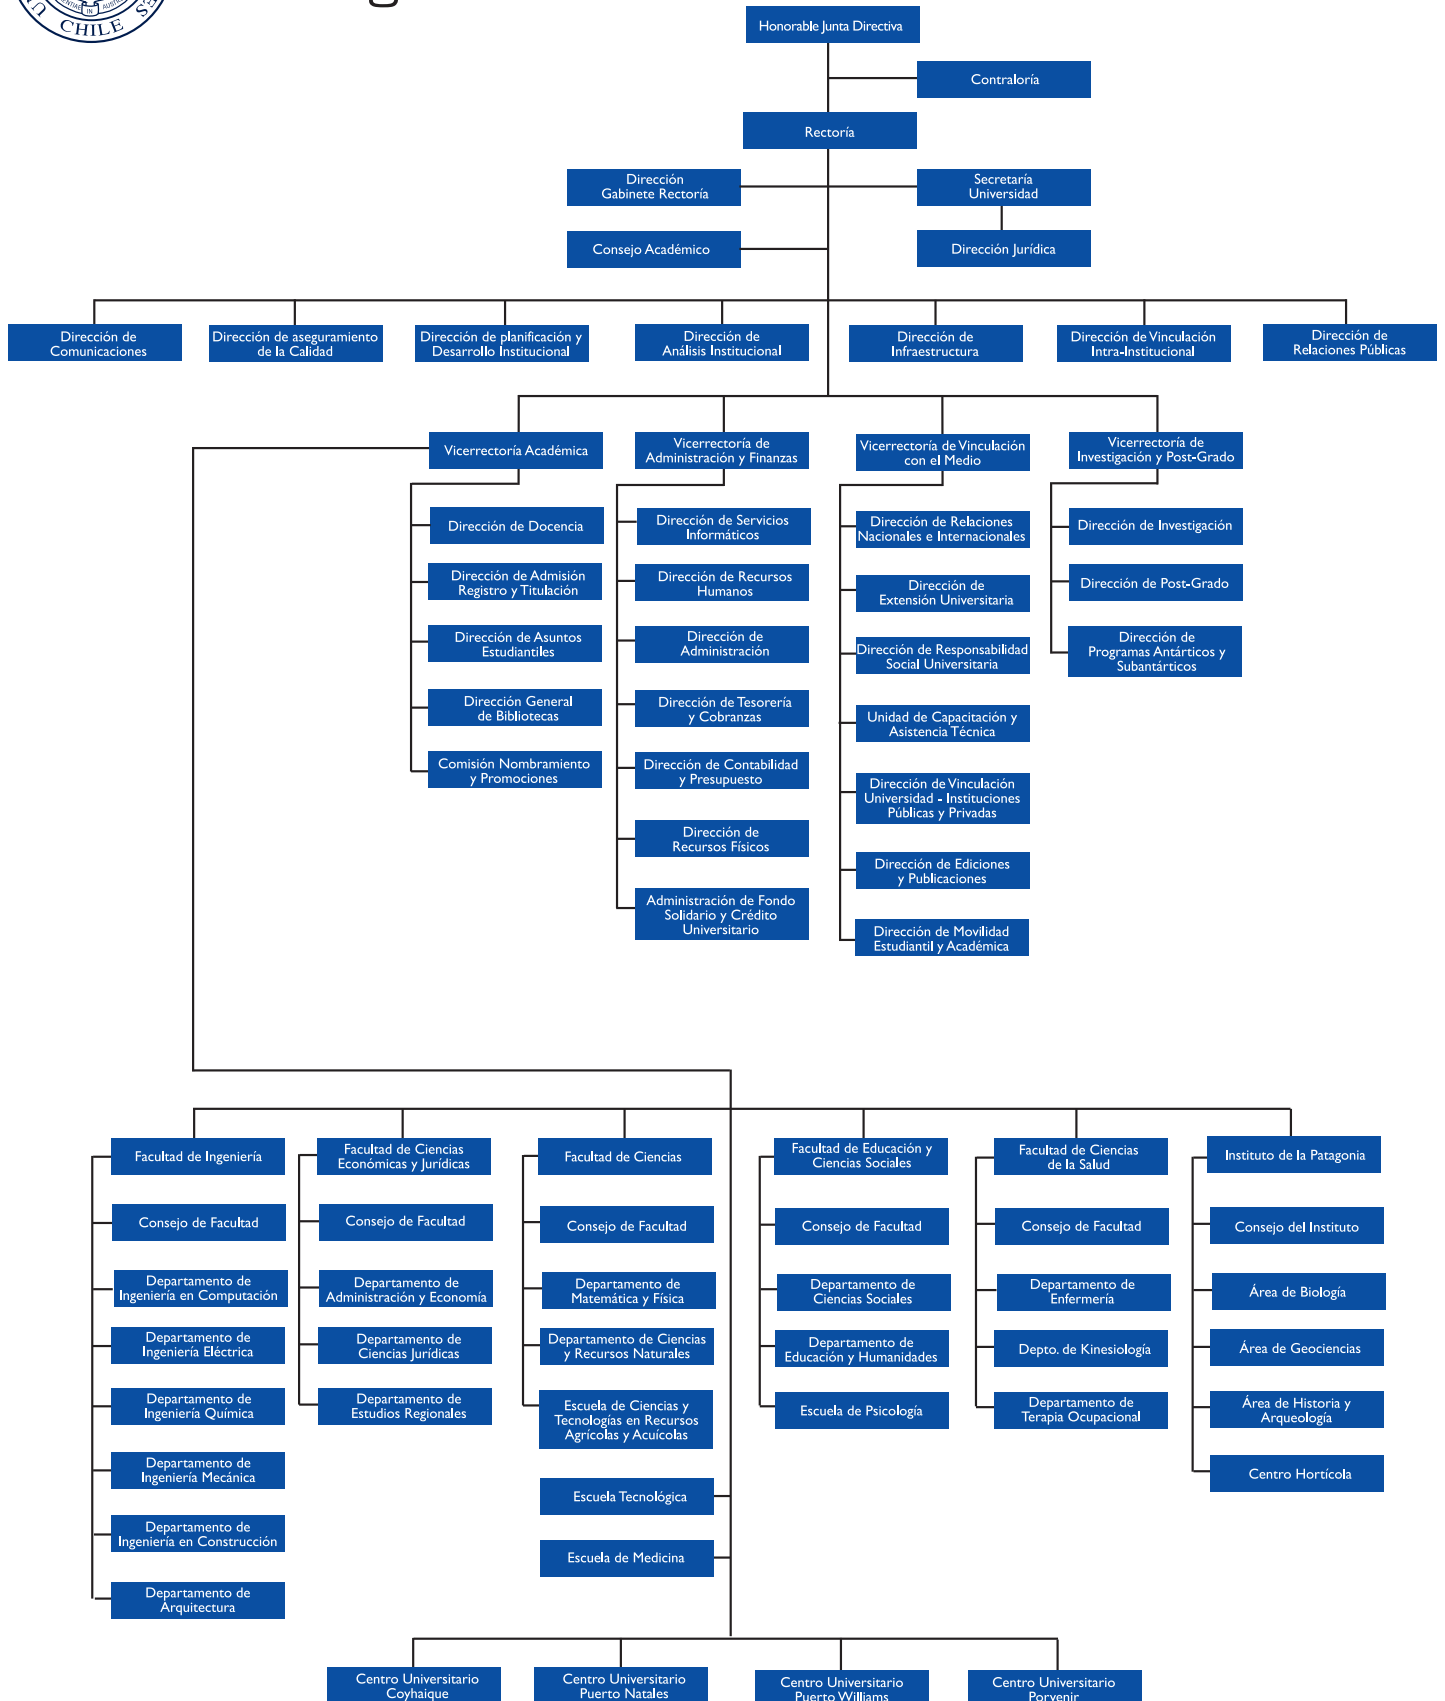 CHILE
IN
Honorable Junta Directiva
Contraloría
Rectoría
Dirección
Gabinete Rectoría
Secretaría
Universidad
Consejo Académico
Dirección Jurídica
Dirección de
Comunicaciones
Dirección de aseguramiento
de la Calidad
Dirección de planificación y
Desarrollo Institucional
Dirección de
Análisis Institucional
Dirección de
Infraestructura
Dirección de Vinculación
Intra-Institucional
Dirección de
Relaciones Públicas
Vicerrectoría Académica
Vicerrectoría de
Administración y Finanzas
Vicerrectoría de Vinculación
con el Medio
Vicerrectoría de
Investigación y Post-Grado
Dirección de Docencia
Dirección de Admisión
Registro y Titulación
Dirección de Asuntos
Estudiantiles
Dirección General
de Bibliotecas
Comisión Nombramiento
y Promociones
Dirección de Servicios
Informáticos
Dirección de Recursos
Humanos
Dirección de
Administración
Dirección de Tesorería
y Cobranzas
Dirección de Contabilidad
y Presupuesto
Dirección de
Recursos Físicos
Administración de Fondo
Solidario y Crédito
Universitario
Dirección de Relaciones
Nacionales e Internacionales
Dirección de
Extensión Universitaria
Dirección de Responsabilidad
Social Universitaria
Unidad de Capacitación y
Asistencia Técnica
Dirección de Vinculación
Universidad - Instituciones
Públicas y Privadas
Dirección de Ediciones
y Publicaciones
Dirección de Movilidad
Estudiantil y Académica
Dirección de Investigación
Dirección de Post-Grado
Dirección de
Programas Antárticos y
Subantárticos
Facultad de Ingeniería
Consejo de Facultad
Departamento de
Ingeniería en Computación
Departamento de
Ingeniería Eléctrica
Departamento de
Ingeniería Química
Departamento de
Ingeniería Mecánica
Departamento de
Ingeniería en Construcción
Departamento de
Arquitectura
Facultad de Ciencias
Económicas y Jurídicas
Consejo de Facultad
Departamento de
Administración y Economía
Departamento de
Ciencias Jurídicas
Departamento de
Estudios Regionales
Facultad de Ciencias
Consejo de Facultad
Departamento de
Matemática y Física
Departamento de Ciencias
y Recursos Naturales
Escuela de Ciencias y
Tecnologías en Recursos
Agrícolas y Acuícolas
Escuela Tecnológica
Escuela de Medicina
Facultad de Educación y
Ciencias Sociales
Consejo de Facultad
Departamento de
Ciencias Sociales
Departamento de
Educación y Humanidades
Escuela de Psicología
Facultad de Ciencias
de la Salud
Consejo de Facultad
Departamento de
Enfermería
Depto. de Kinesiología
Departamento de
Terapia Ocupacional
Instituto de la Patagonia
Consejo del Instituto
Área de Biología
Área de Geociencias
Área de Historia y
Arqueología
Centro Hortícola
Centro Universitario
Coyhaique
Centro Universitario
Puerto Natales
Centro Universitario
Puerto Williams
Centro Universitario
Porvenir